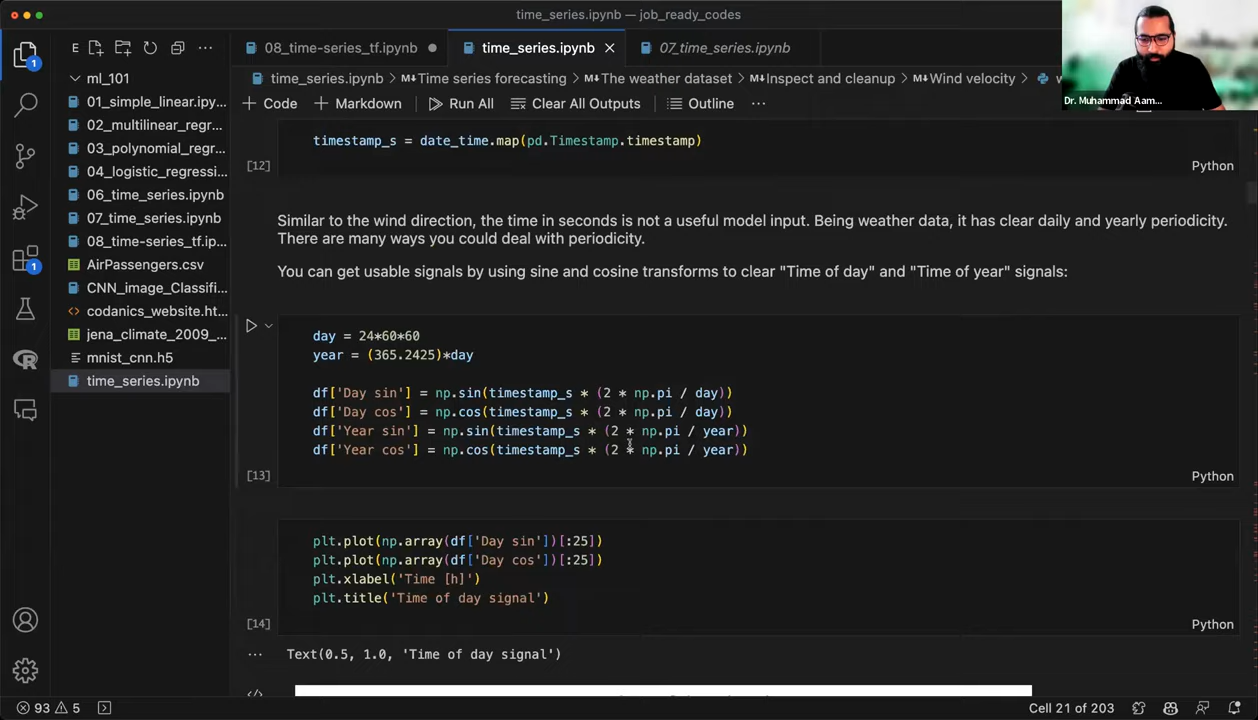 time_series.ipynb — job_ready_codes
08_time-series_tf.ipynb
time_series.ipynb
07_time_series.ipynb
time_series.ipynb > Time series forecasting > The weather dataset > Inspect and cleanup > Wind velocity >
+ Code + Markdown Run All Clear All Outputs Outline ...
E
1
1
ml_101
01_simple_linear.ipy...
02_multilinear_regr...
03_polynomial_regr...
04_logistic_regressi...
06_time_series.ipynb
07_time_series.ipynb
08_time-series_tf.ip...
AirPassengers.csv
CNN_image_Classifi...
codanics_website.ht...
jena_climate_2009_...
mnist_cnn.h5
time_series.ipynb
Dr. Muhammad Aam...
timestamp_s = date_time.map(pd.Timestamp.timestamp)
[12]
Python
Similar to the wind direction, the time in seconds is not a useful model input. Being weather data, it has clear daily and yearly periodicity.
There are many ways you could deal with periodicity.
You can get usable signals by using sine and cosine transforms to clear "Time of day" and "Time of year" signals:
day = 24*60*60
year = (365.2425)*day
df['Day sin'] = np.sin(timestamp_s * (2 * np.pi / day))
df['Day cos'] = np.cos(timestamp_s * (2 * np.pi / day))
df['Year sin'] = np.sin(timestamp_s * (2 * np.pi / year))
df['Year cos'] = np.cos(timestamp_s * (2 * np.pi / year))
[13]
Python
plt.plot(np.array(df['Day sin'])[:25])
plt.plot(np.array(df['Day cos'])[:25])
plt.xlabel('Time [h]')
plt.title('Time of day signal')
[14]
Python
... Text(0.5, 1.0, 'Time of day signal')
93 5
Cell 21 of 203